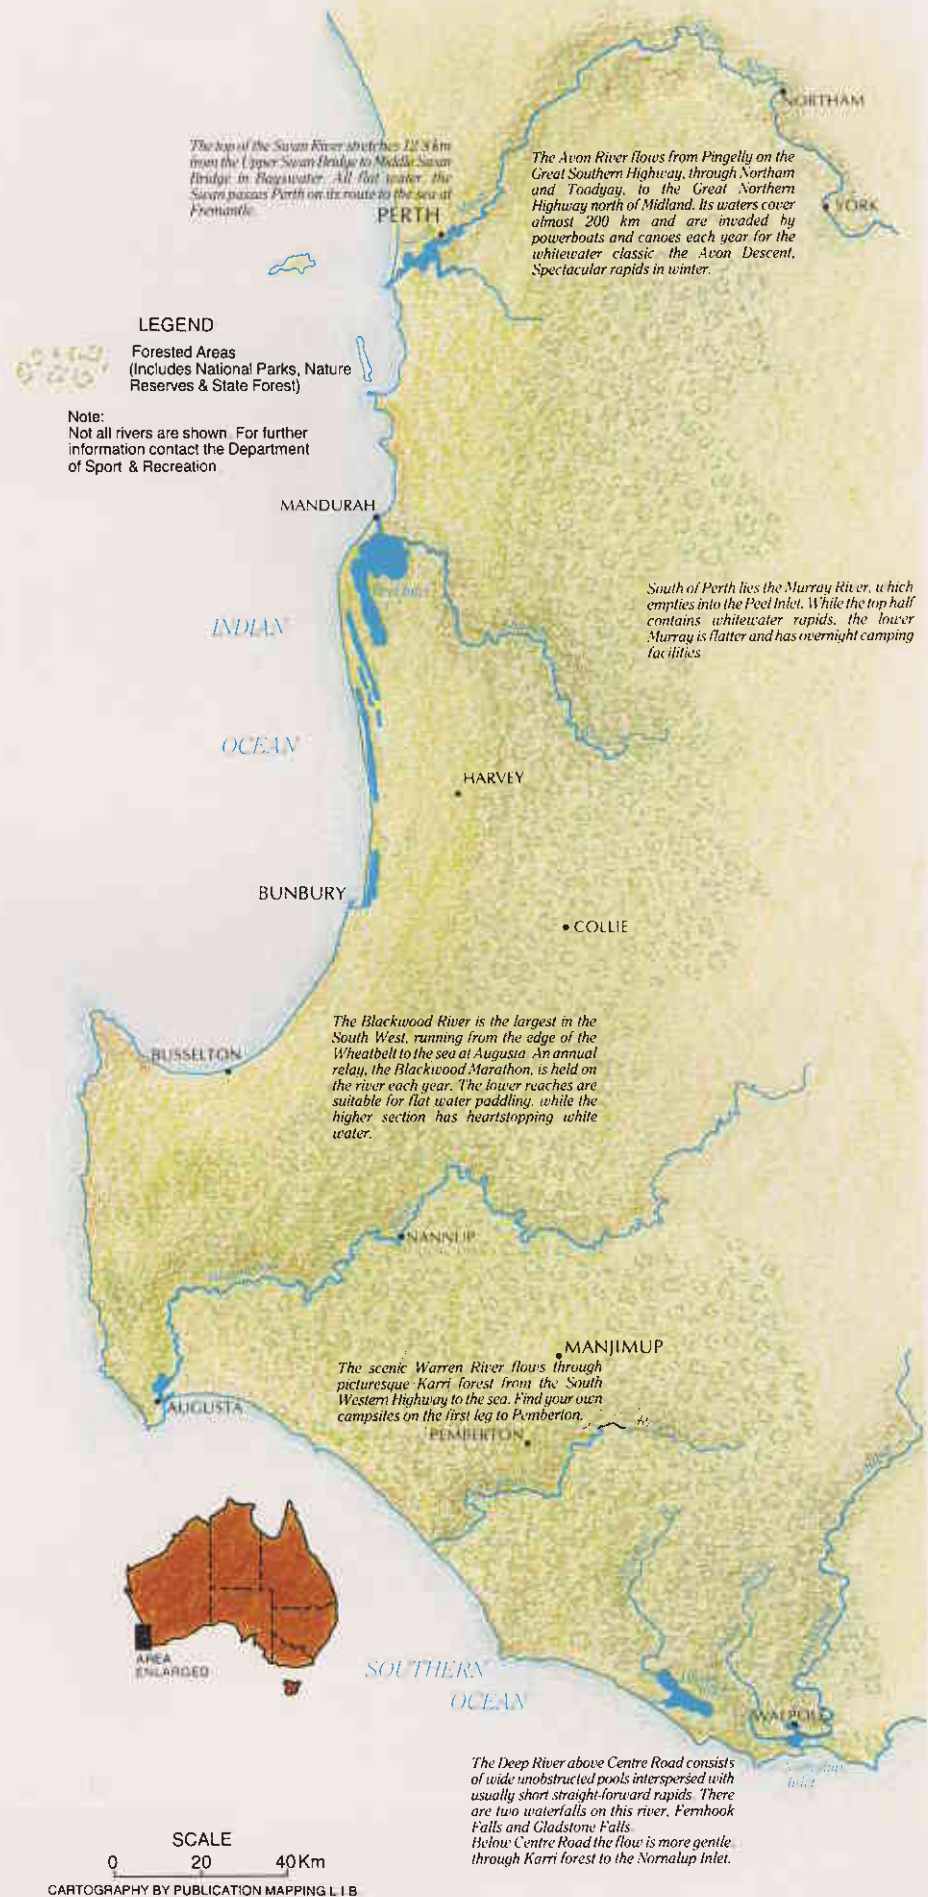 NORTHAM
The top of the Swan River stretches 12.8 km
from the Upper Swan Bridge to Middle Swan
Bridge in Bayswater. All flat water, the
Swan passes Perth on its route to the sea at
Fremantle.
The Avon River flows from Pingelly on the
Great Southern Highway, through Northam
and Toodyay, to the Great Northern
Highway north of Midland. Its waters cover
almost 200 km and are invaded by
powerboats and canoes each year for the
whitewater classic the Avon Descent,
Spectacular rapids in winter.
YORK
PERTH
LEGEND
Forested Areas
(Includes National Parks, Nature
Reserves & State Forest)
Note:
Not all rivers are shown. For further
information contact the Department
of Sport & Recreation
MANDURAH
Peel Inlet
South of Perth lies the Murray River, which
empties into the Peel Inlet. While the top half
contains whitewater rapids, the lower
Murray is flatter and has overnight camping
facilities
INDIAN
OCEAN
HARVEY
BUNBURY
COLLIE
The Blackwood River is the largest in the
South West, running from the edge of the
Wheatbelt to the sea at Augusta An annual
relay, the Blackwood Marathon, is held on
the river each year. The lower reaches are
suitable for flat water paddling, while the
higher section has heartstopping white
water.
BUSSELTON
NANNUP
MANJIMUP
The scenic Warren River flows through
picturesque Karri forest from the South
Western Highway to the sea. Find your own
campsites on the first leg to Pemberton.
AUGUSTA
PEMBERTON
AREA
ENLARGED
SOUTHERN
OCEAN
WALPOLE
Inlet
The Deep River above Centre Road consists
of wide unobstructed pools interspersed with
usually short straight-forward rapids. There
are two waterfalls on this river, Fernhook
Falls and Gladstone Falls
Below Centre Road the flow is more gentle
through Karri forest to the Nornalup Inlet.
SCALE
0 20 40 Km
CARTOGRAPHY BY PUBLICATION MAPPING L I B